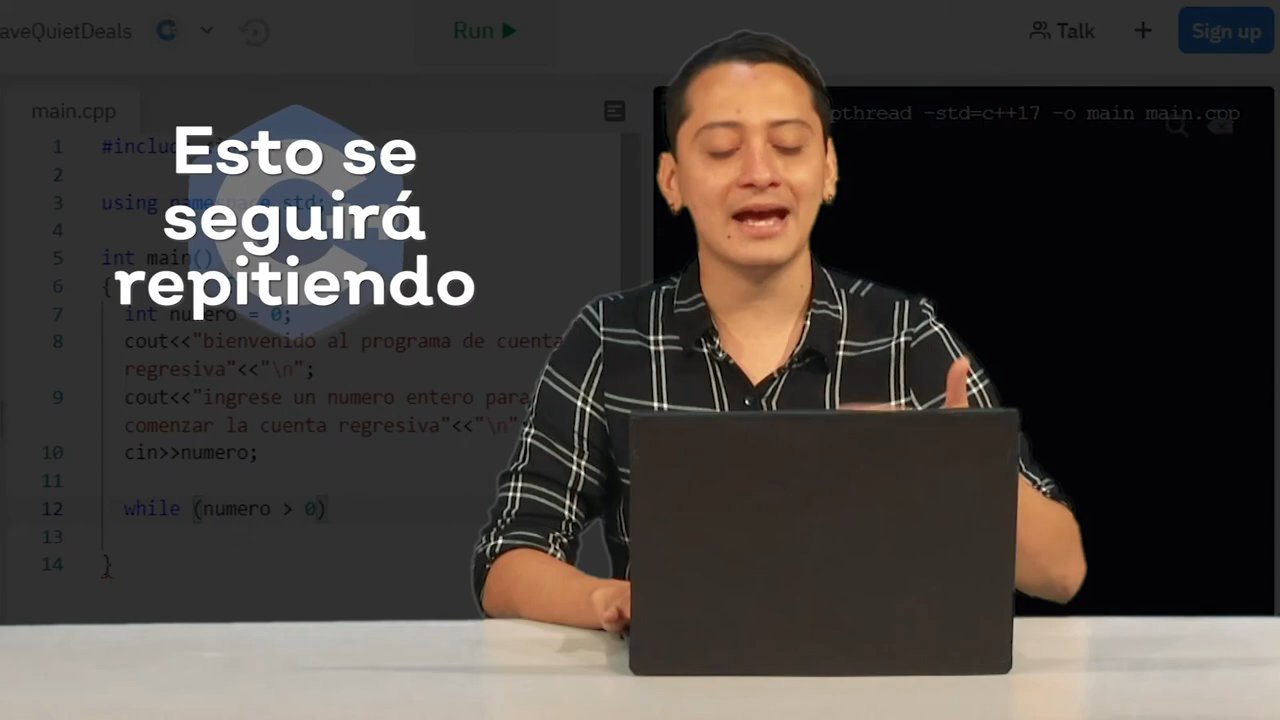 aveQuietDeals
Run
Talk
+
Sign up
main.cpp
pthread -std=c++17 -o main main.cpp
Esto se
seguirá
repitiendo
1 #inclu
2
3 using namespace std;
4
5 int main()
6 {
7 int numero = 0;
8 cout<<"bienvenido al programa de cuenta
regresiva"<<"\n";
9 cout<<"ingrese un numero entero para
comenzar la cuenta regresiva"<<"\n"
10 cin>>numero;
11
12 while (numero > 0)
13
14 }